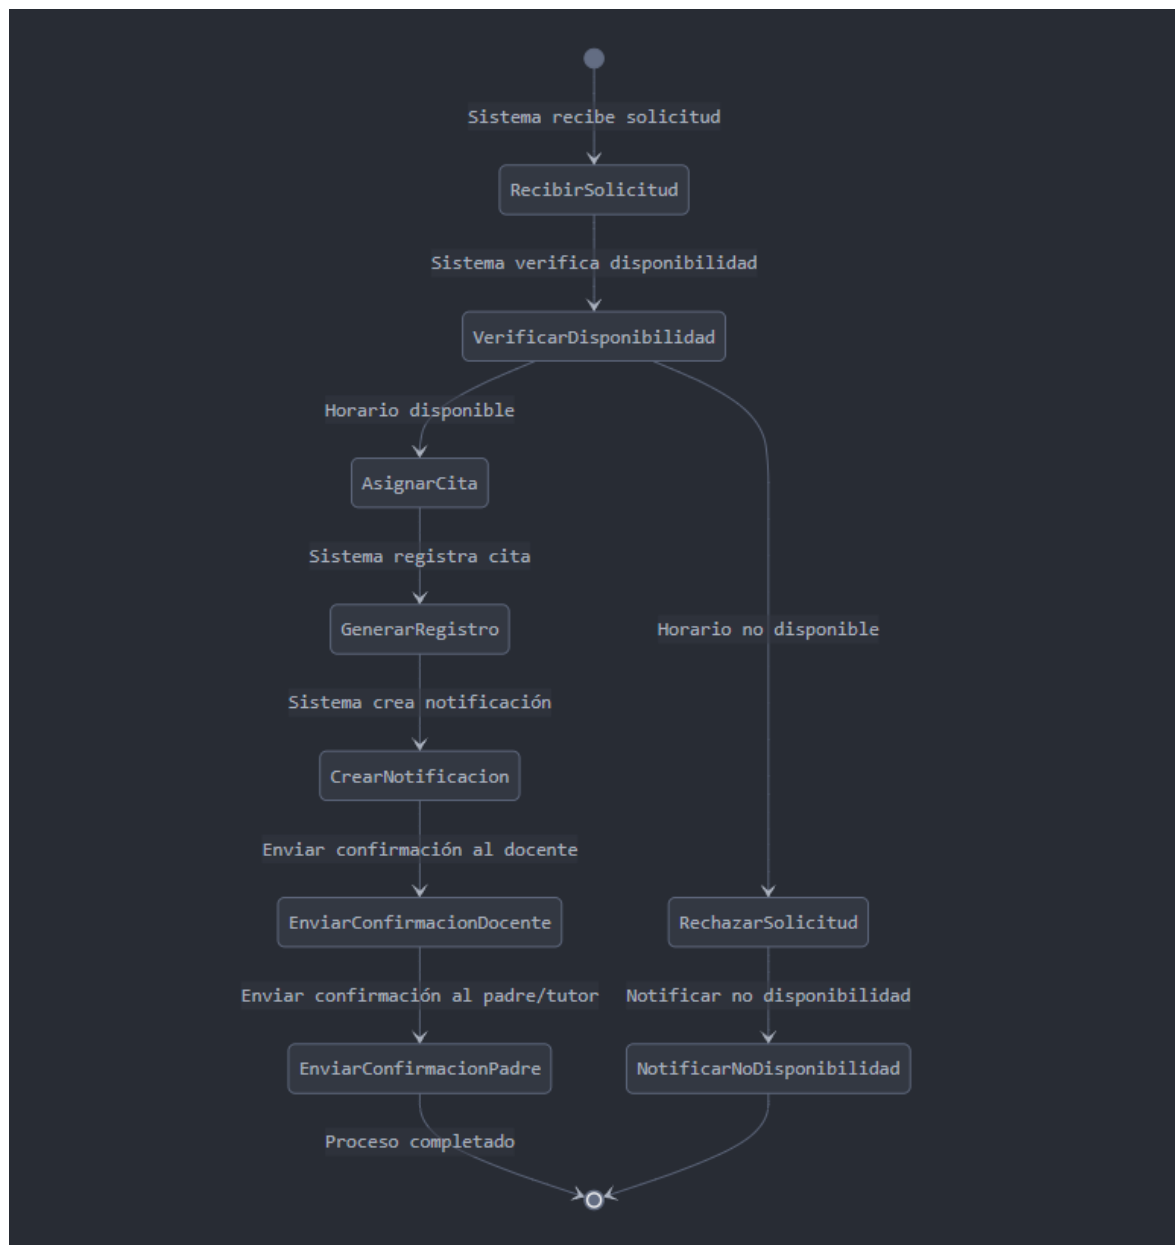 Sistema recibe solicitud
RecibirSolicitud
Sistema verifica disponibilidad
VerificarDisponibilidad
Horario disponible
AsignarCita
Sistema registra cita
GenerarRegistro
Horario no disponible
Sistema crea notificación
CrearNotificacion
Enviar confirmación al docente
EnviarConfirmacionDocente
RechazarSolicitud
Enviar confirmación al padre/tutor
Notificar no disponibilidad
EnviarConfirmacionPadre
NotificarNoDisponibilidad
Proceso completado